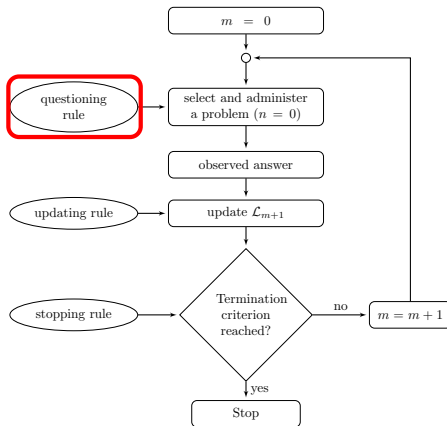 m = 0
questioning
rule
select and administer
a problem (n = 0)
observed answer
updating rule
update 𝓛ₘ₊₁
Termination
criterion
reached?
stopping rule
no
m = m + 1
yes
Stop